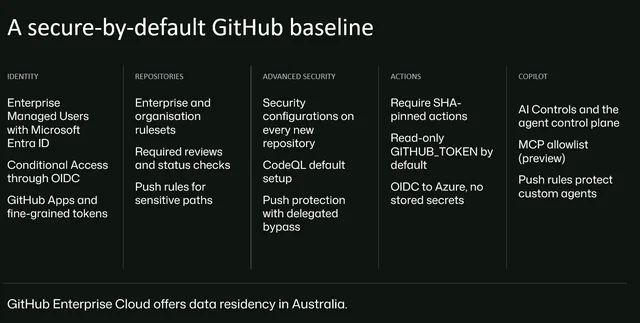 A secure-by-default GitHub baseline
IDENTITY
Enterprise
Managed Users
with Microsoft
Entra ID
Conditional Access
through OIDC
GitHub Apps and
fine-grained tokens
REPOSITORIES
Enterprise and
organisation
rulesets
Required reviews
and status checks
Push rules for
sensitive paths
ADVANCED SECURITY
Security
configurations on
every new
repository
CodeQL default
setup
Push protection
with delegated
bypass
ACTIONS
Require SHA-
pinned actions
Read-only
GITHUB_TOKEN by
default
OIDC to Azure, no
stored secrets
COPILOT
AI Controls and the
agent control plane
MCP allowlist
(preview)
Push rules protect
custom agents
GitHub Enterprise Cloud offers data residency in Australia.